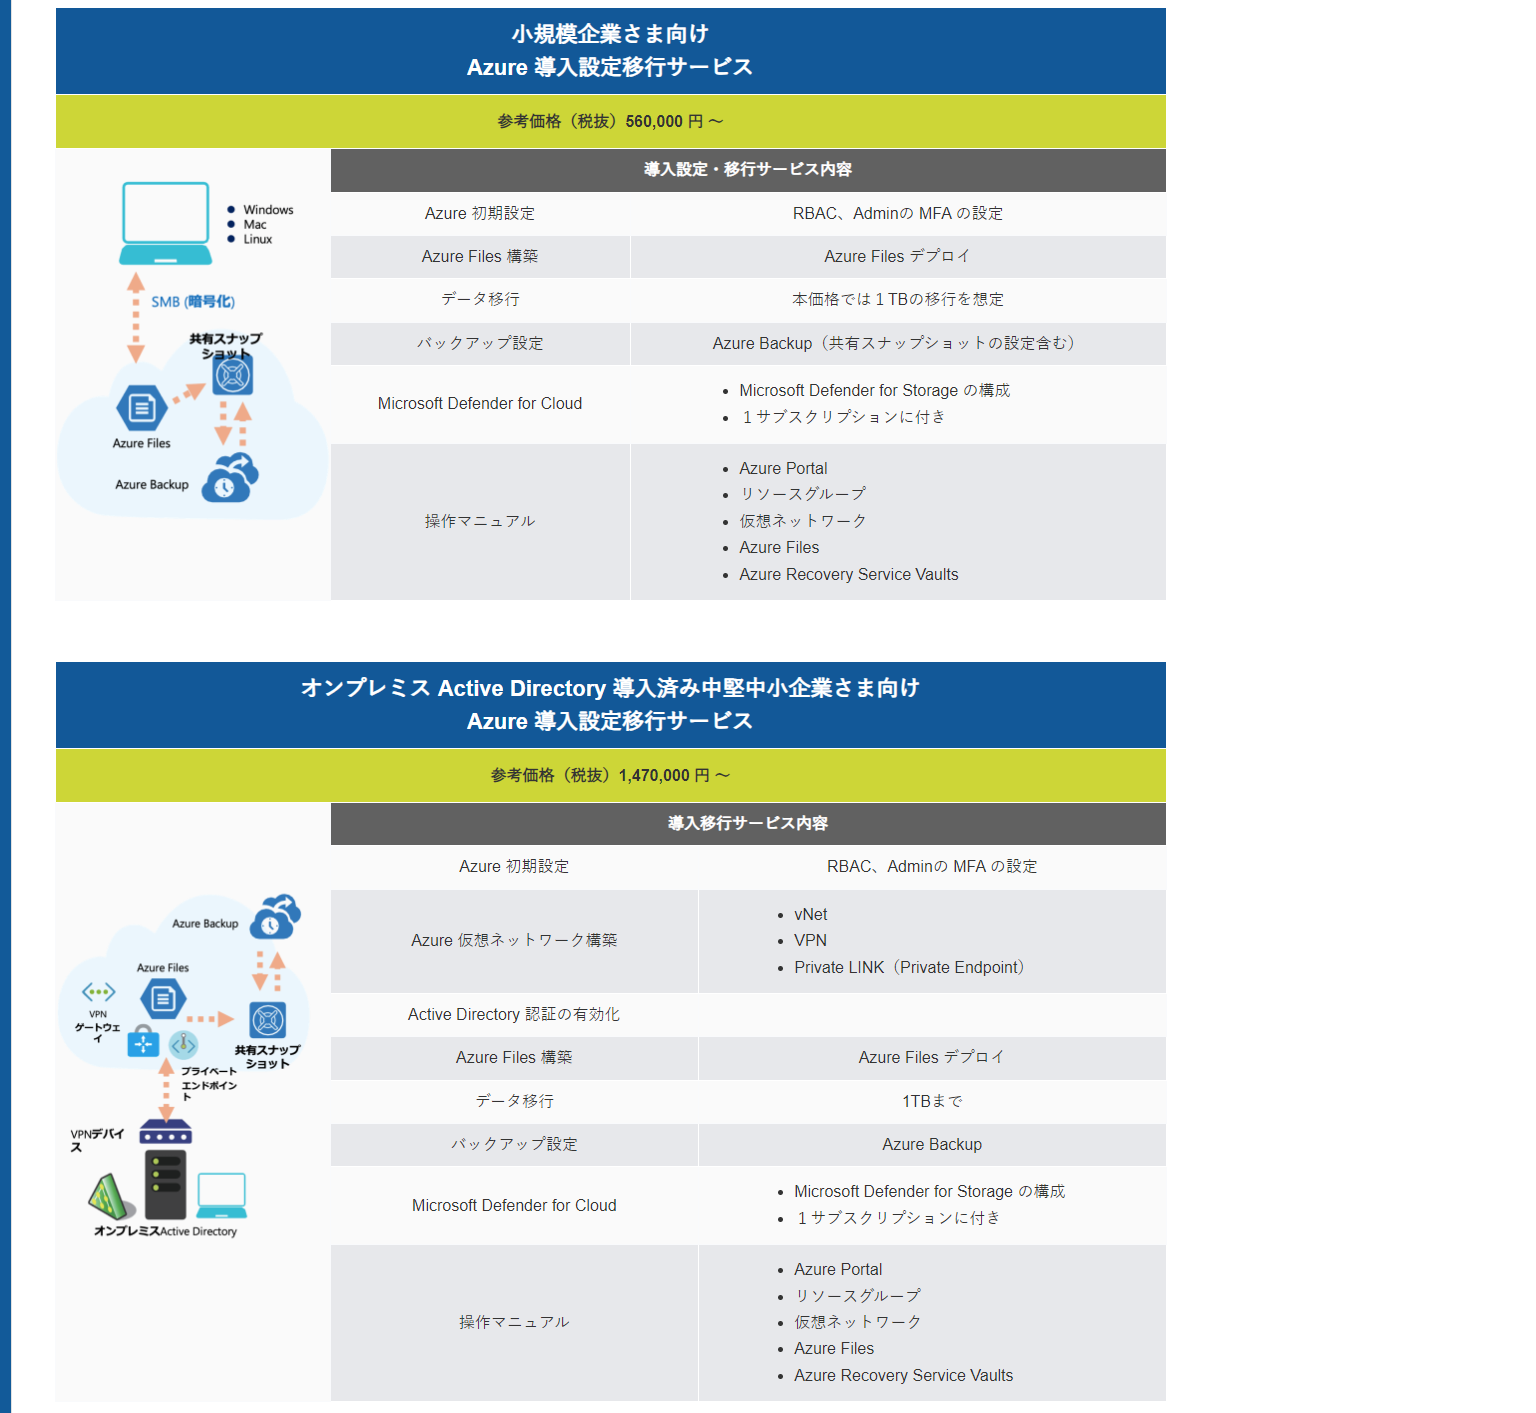 小規模企業さま向け
Azure 導入設定移行サービス
参考価格（税抜）560,000 円 ～
Windows
Mac
Linux
SMB (暗号化)
共有スナップ
ショット
Azure Files
Azure Backup
導入設定・移行サービス内容
Azure 初期設定
RBAC、Adminの MFA の設定
Azure Files 構築
Azure Files デプロイ
データ移行
本価格では１TBの移行を想定
バックアップ設定
Azure Backup（共有スナップショットの設定含む）
Microsoft Defender for Cloud
Microsoft Defender for Storage の構成
１サブスクリプションに付き
操作マニュアル
Azure Portal
リソースグループ
仮想ネットワーク
Azure Files
Azure Recovery Service Vaults
オンプレミス Active Directory 導入済み中堅中小企業さま向け
Azure 導入設定移行サービス
参考価格（税抜）1,470,000 円 ～
Azure Backup
Azure Files
VPN
ゲートウェ
イ
共有スナップ
ショット
プライベート
エンドポイン
ト
VPNデバイ
ス
オンプレミスActive Directory
導入移行サービス内容
Azure 初期設定
RBAC、Adminの MFA の設定
Azure 仮想ネットワーク構築
vNet
VPN
Private LINK（Private Endpoint）
Active Directory 認証の有効化
Azure Files 構築
Azure Files デプロイ
データ移行
1TBまで
バックアップ設定
Azure Backup
Microsoft Defender for Cloud
Microsoft Defender for Storage の構成
１サブスクリプションに付き
操作マニュアル
Azure Portal
リソースグループ
仮想ネットワーク
Azure Files
Azure Recovery Service Vaults